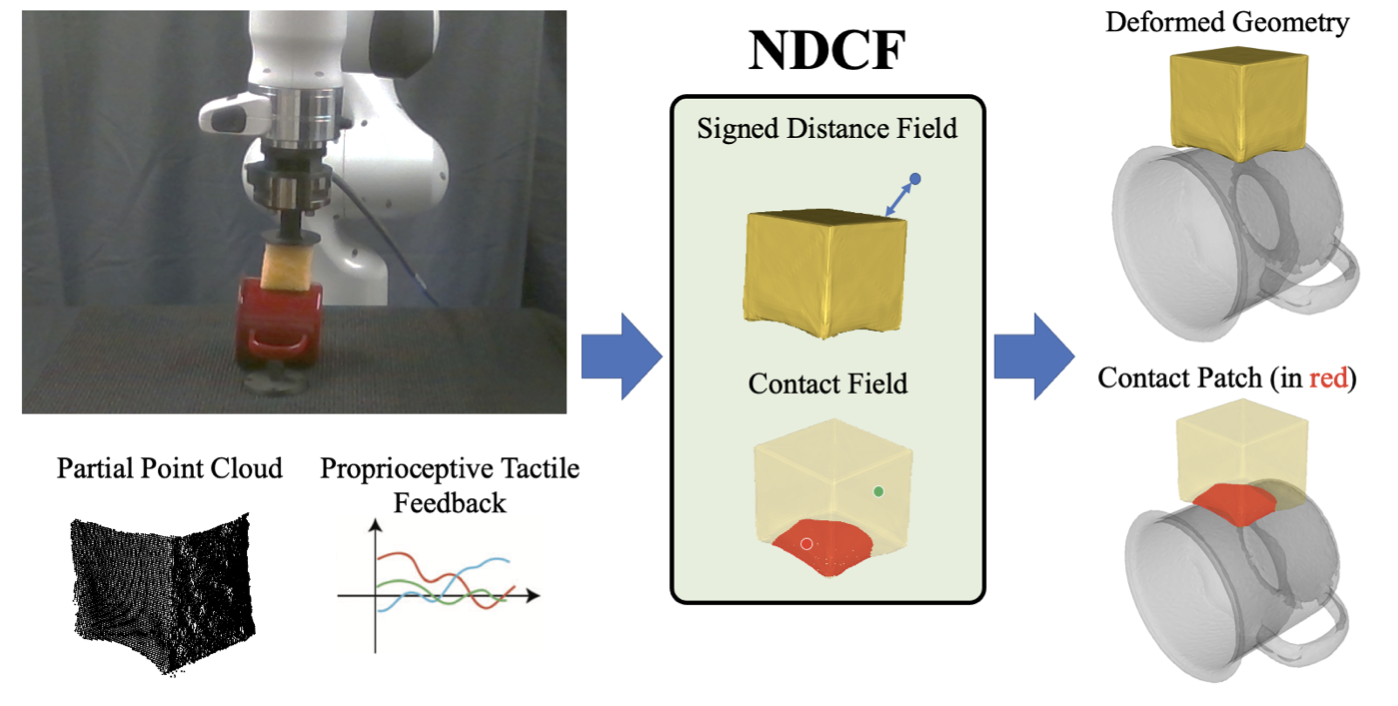 NDCF
Signed Distance Field
Contact Field
Partial Point Cloud
Proprioceptive Tactile
Feedback
Deformed Geometry
Contact Patch (in red)